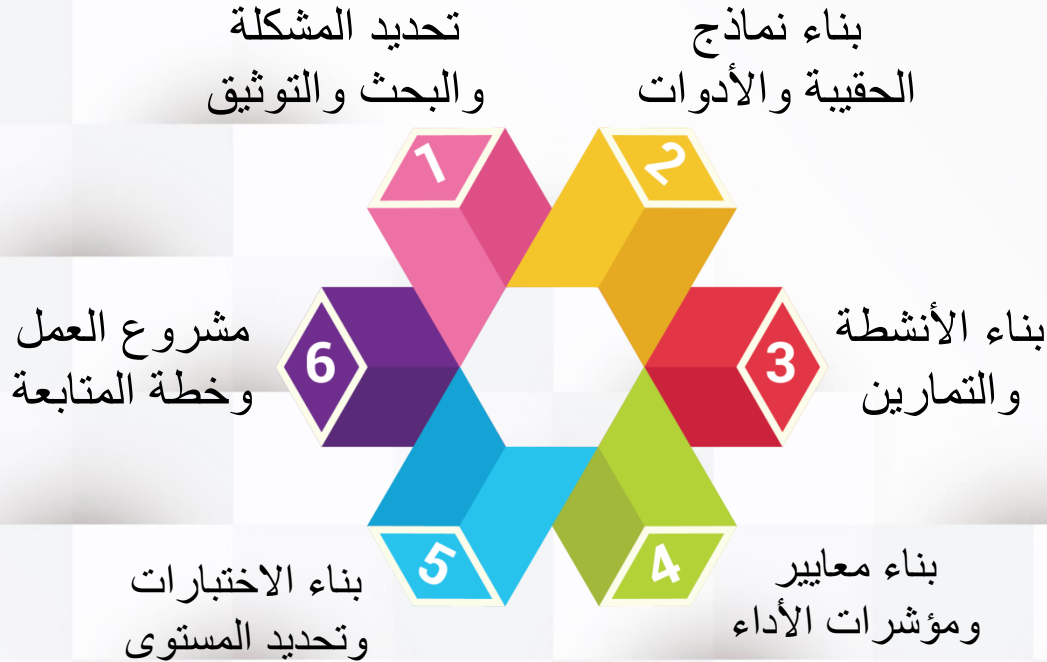 تحديد المشكلة
والبحث والتوثيق
1
بناء نماذج
الحقيبة والأدوات
2
بناء الأنشطة
والتمارين
3
بناء معايير
ومؤشرات الأداء
4
بناء الاختبارات
وتحديد المستوى
5
مشروع العمل
وخطة المتابعة
6